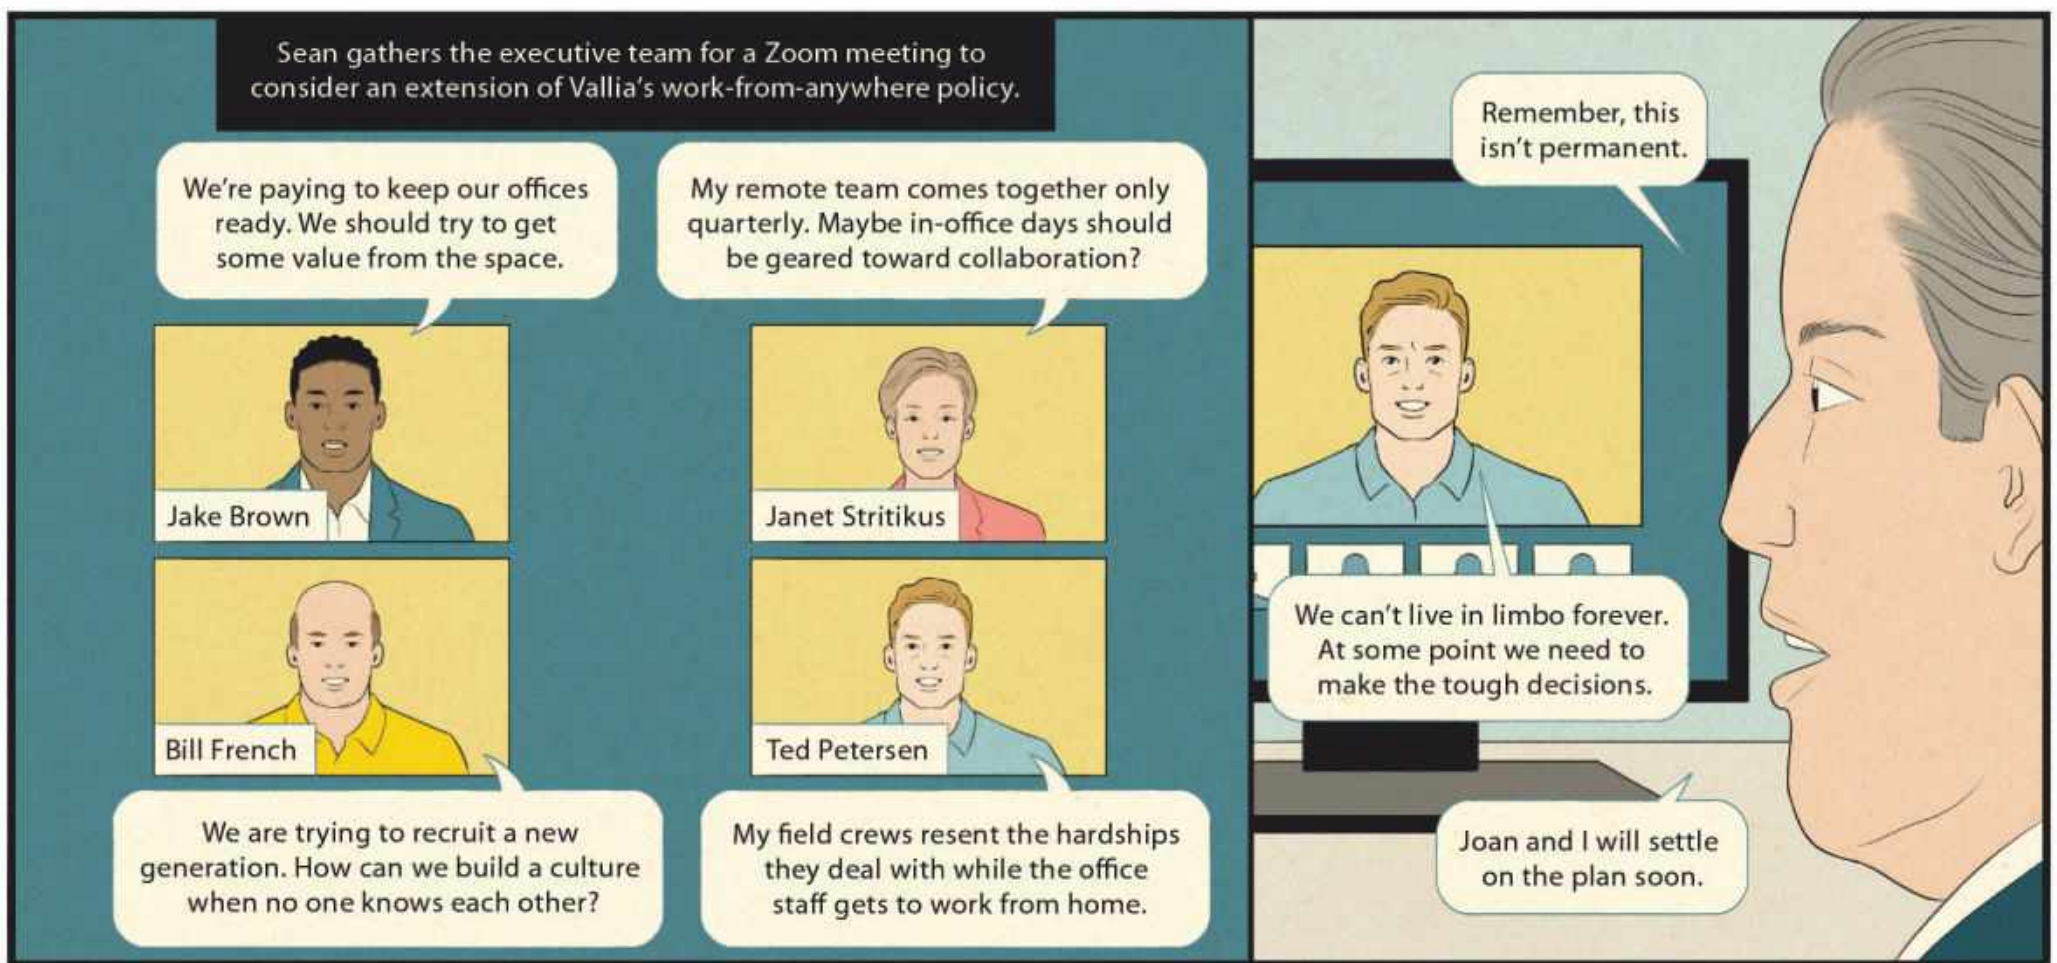 Sean gathers the executive team for a Zoom meeting to
consider an extension of Vallia’s work-from-anywhere policy.
We’re paying to keep our offices
ready. We should try to get
some value from the space.
My remote team comes together only
quarterly. Maybe in-office days should
be geared toward collaboration?
Jake Brown
Janet Stritikus
Bill French
Ted Petersen
We are trying to recruit a new
generation. How can we build a culture
when no one knows each other?
My field crews resent the hardships
they deal with while the office
staff gets to work from home.
Remember, this
isn’t permanent.
We can’t live in limbo forever.
At some point we need to
make the tough decisions.
Joan and I will settle
on the plan soon.